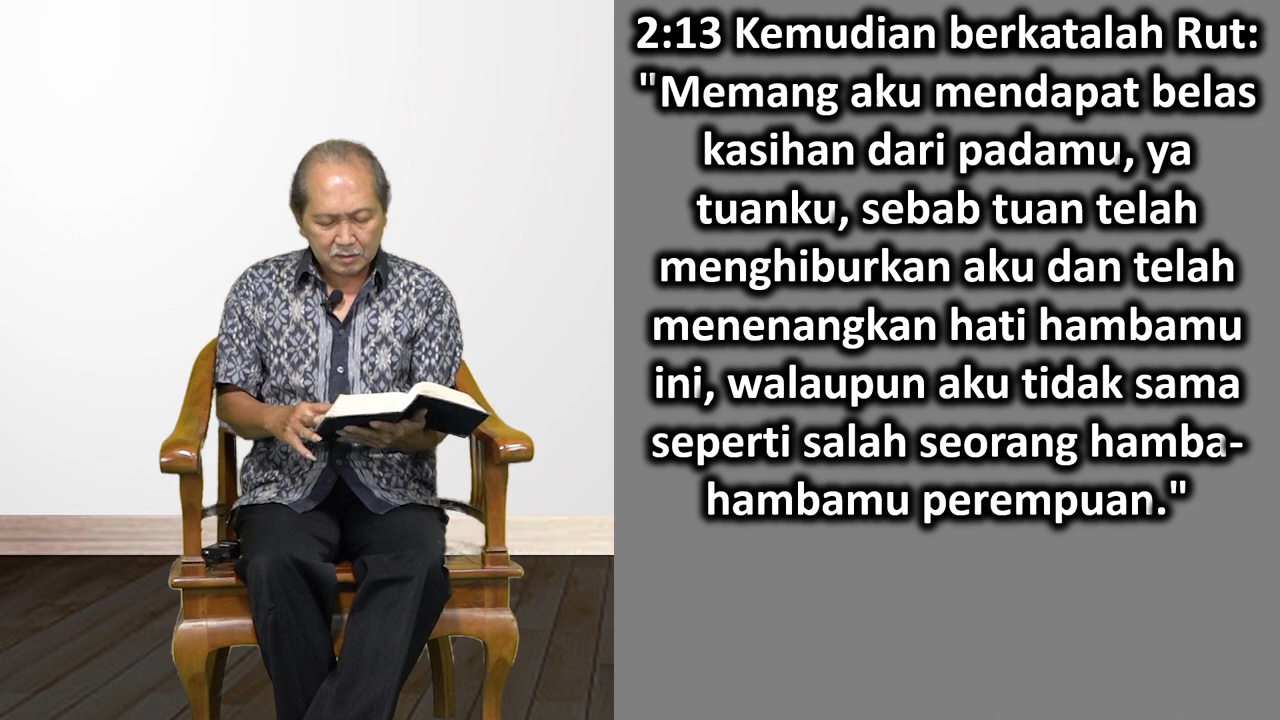 2:13 Kemudian berkatalah Rut:
"Memang aku mendapat belas
kasihan dari padamu, ya
tuanku, sebab tuan telah
menghiburkan aku dan telah
menenangkan hati hambamu
ini, walaupun aku tidak sama
seperti salah seorang hamba-
hambamu perempuan."